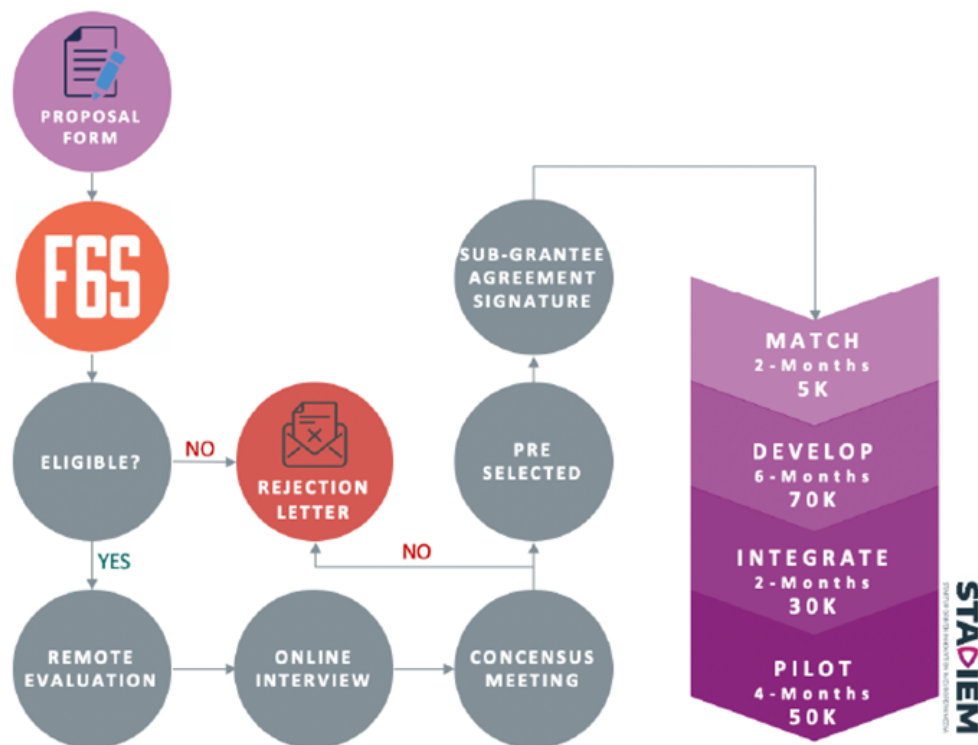 PROPOSAL
FORM
F6S
ELIGIBLE?
NO
REJECTION
LETTER
YES
REMOTE
EVALUATION
ONLINE
INTERVIEW
CONCENSUS
MEETING
NO
PRE
SELECTED
SUB-GRANTEE
AGREEMENT
SIGNATURE
MATCH
2-Months
5K
DEVELOP
6-Months
70K
INTEGRATE
2-Months
30K
PILOT
4-Months
50K
STADIEM